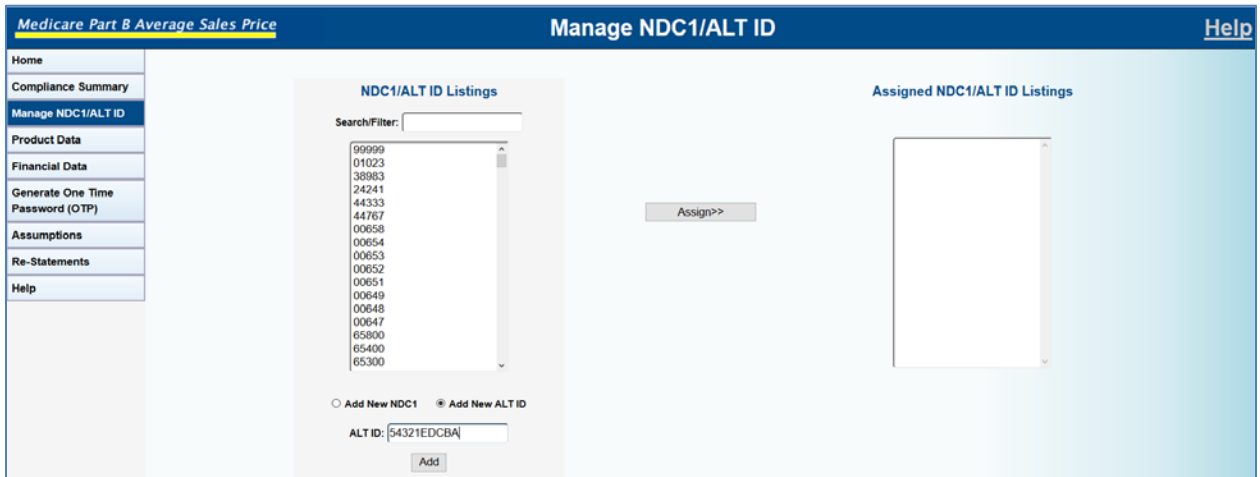 Medicare Part B Average Sales Price
Manage NDC1/ALT ID
Help
Home
Compliance Summary
Manage NDC1/ALT ID
Product Data
Financial Data
Generate One Time
Password (OTP)
Assumptions
Re-Statements
Help
NDC1/ALT ID Listings
Search/Filter:
99999
01023
38983
24241
44333
44767
00658
00654
00653
00652
00651
00649
00648
00647
65800
65400
65300
Add New NDC1 Add New ALT ID
ALT ID: 54321EDCBA
Add
Assign>>
Assigned NDC1/ALT ID Listings